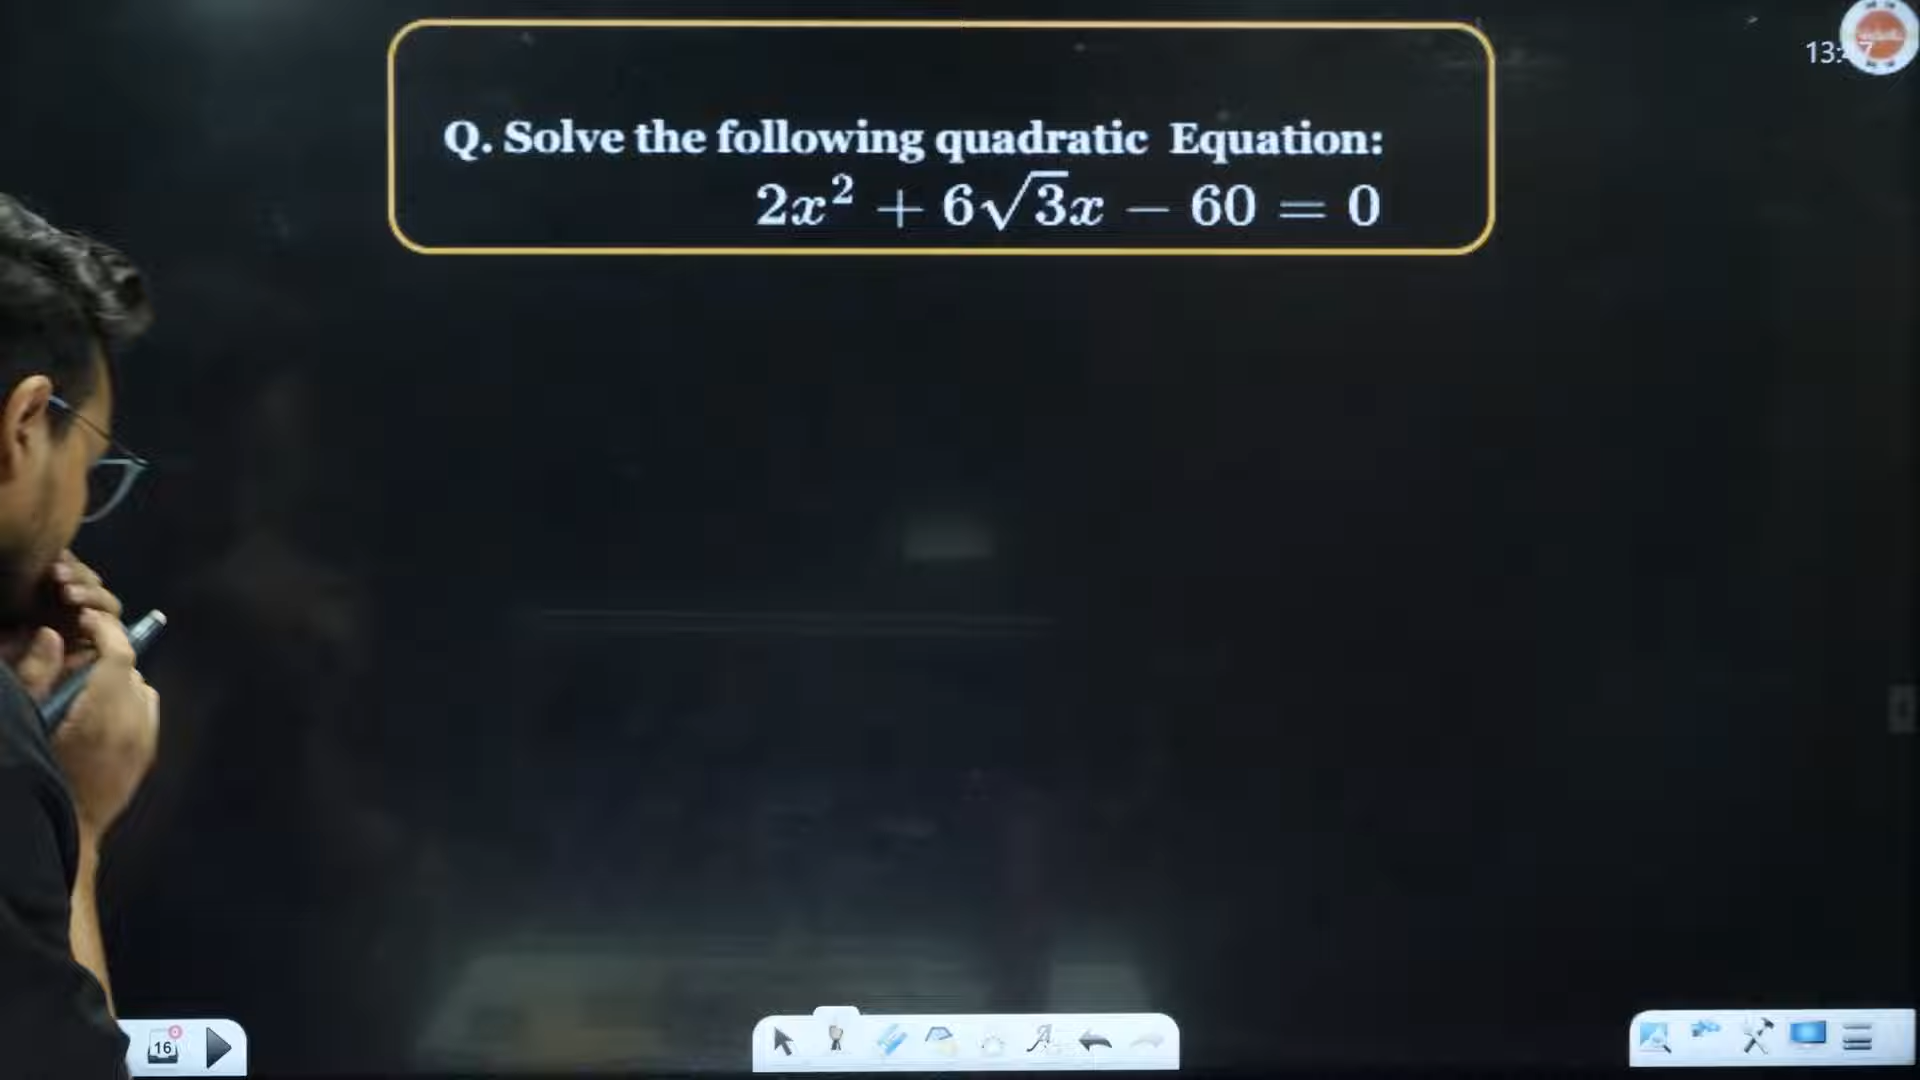 Q. Solve the following quadratic Equation:
2x² + 6√3x − 60 = 0
16